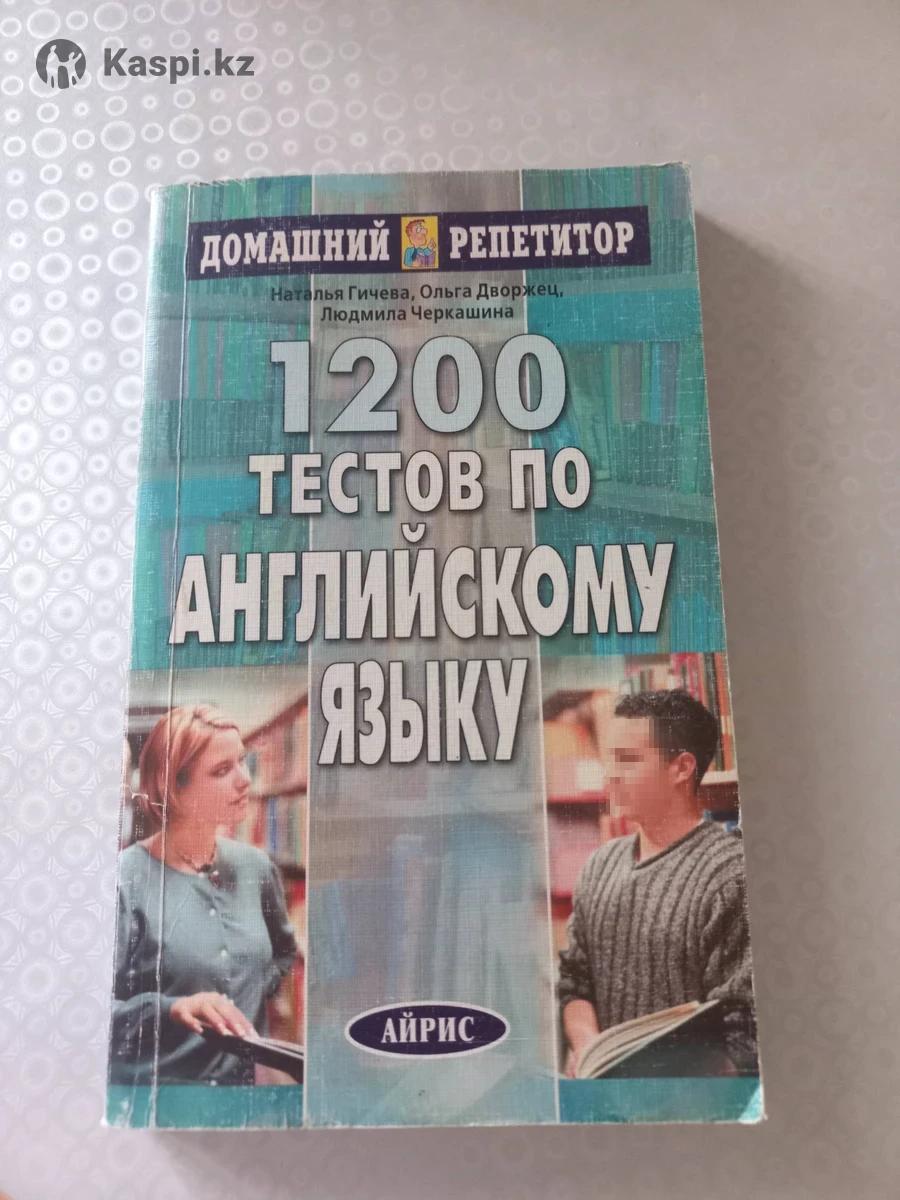 Kaspi.kz
ДОМАШНИЙ РЕПЕТИТОР
Наталья Гичева, Ольга Дворжец,
Людмила Черкашина
1200
ТЕСТОВ ПО
АНГЛИЙСКОМУ
ЯЗЫКУ
АЙРИС